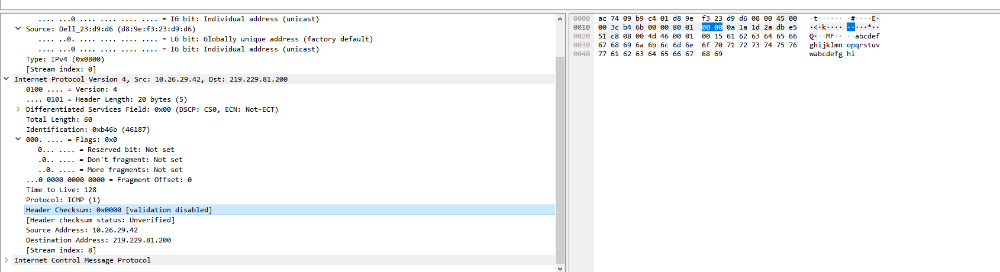 .... ...0 .... .... .... .... = IG bit: Individual address (unicast)
Source: Dell_23:d9:d6 (d8:9e:f3:23:d9:d6)
.... ..0. .... .... .... .... = LG bit: Globally unique address (factory default)
.... ...0 .... .... .... .... = IG bit: Individual address (unicast)
Type: IPv4 (0x0800)
[Stream index: 0]
Internet Protocol Version 4, Src: 10.26.29.42, Dst: 219.229.81.200
0100 .... = Version: 4
.... 0101 = Header Length: 20 bytes (5)
Differentiated Services Field: 0x00 (DSCP: CS0, ECN: Not-ECT)
Total Length: 60
Identification: 0xb46b (46187)
000. .... = Flags: 0x0
0... .... = Reserved bit: Not set
.0.. .... = Don't fragment: Not set
..0. .... = More fragments: Not set
...0 0000 0000 0000 = Fragment Offset: 0
Time to Live: 128
Protocol: ICMP (1)
Header Checksum: 0x0000 [validation disabled]
[Header checksum status: Unverified]
Source Address: 10.26.29.42
Destination Address: 219.229.81.200
[Stream index: 8]
Internet Control Message Protocol
0000 ac 74 09 b9 c4 01 d8 9e f3 23 d9 d6 08 00 45 00 ·t······ ·#····E·
0010 00 3c b4 6b 00 00 80 01 00 00 0a 1a 1d 2a db e5 ·<·k···· ·····*··
0020 51 c8 08 00 4d 46 00 01 00 15 61 62 63 64 65 66 Q···MF·· ··abcdef
0030 67 68 69 6a 6b 6c 6d 6e 6f 70 71 72 73 74 75 76 ghijklmn opqrstuv
0040 77 61 62 63 64 65 66 67 68 69 wabcdefg hi